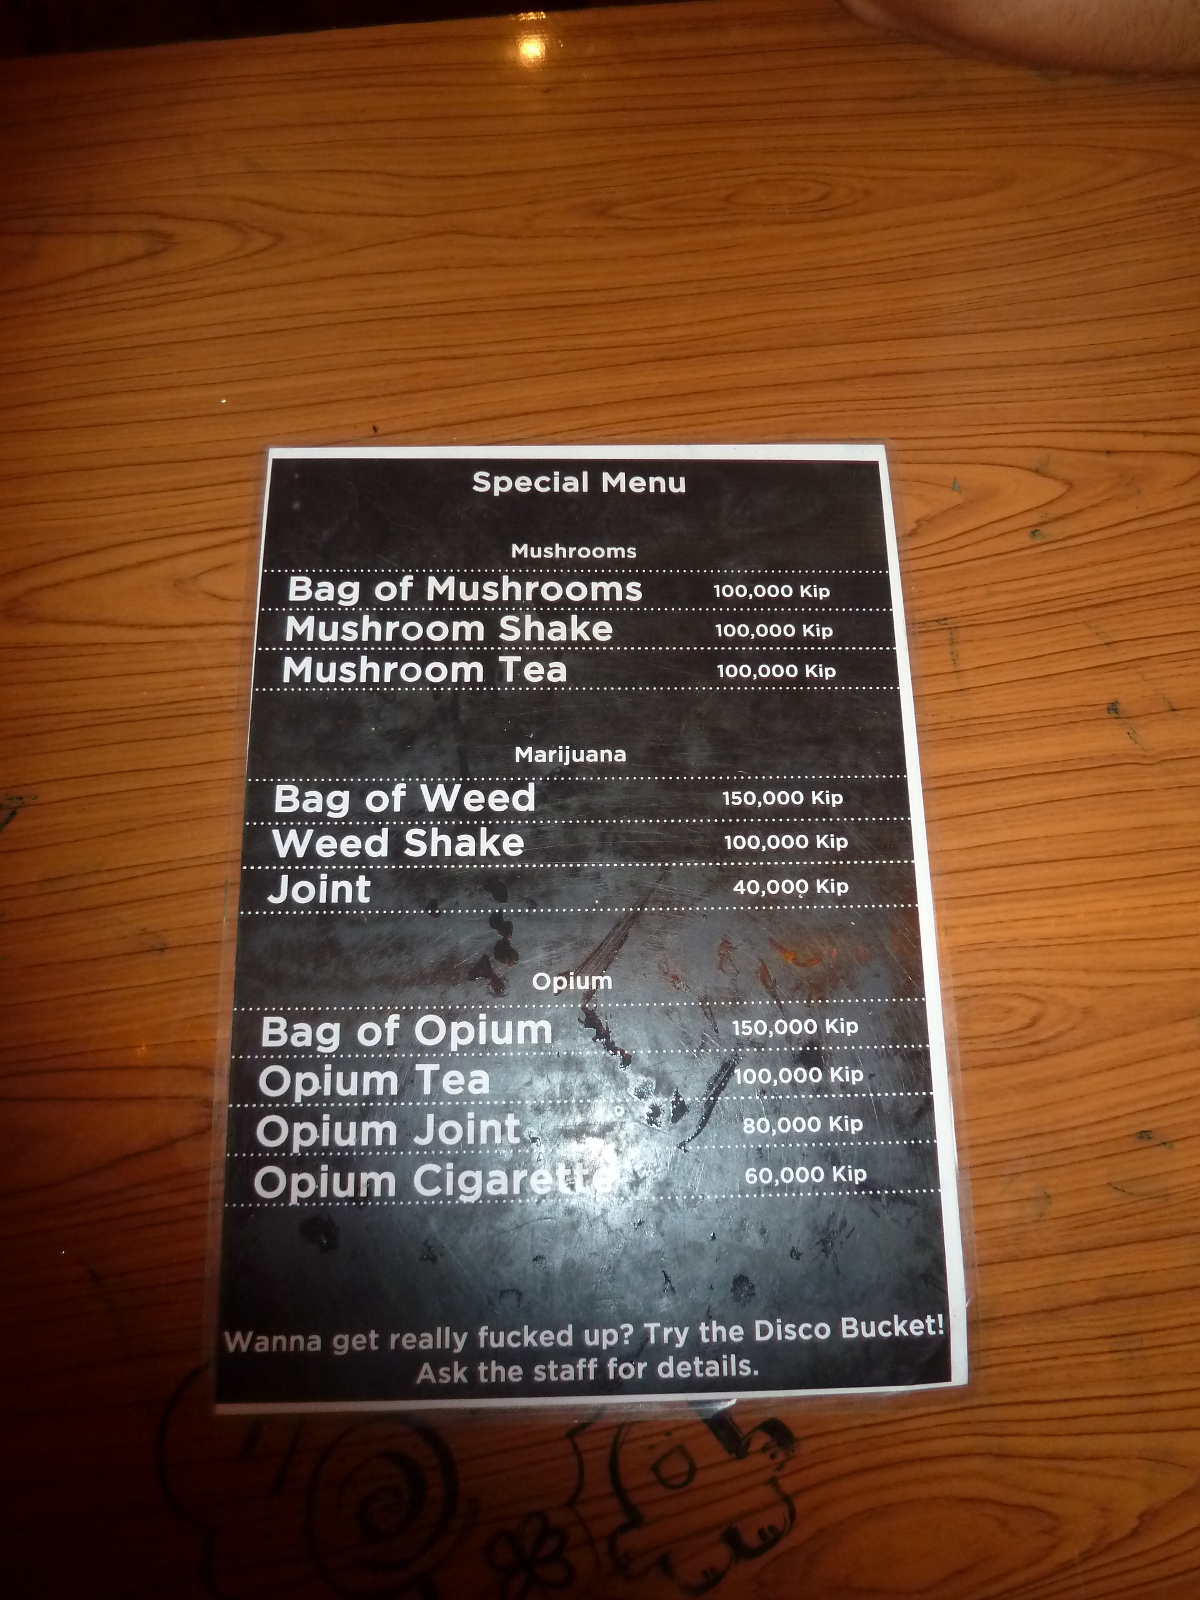 Special Menu
Mushrooms
Bag of Mushrooms 100,000 Kip
Mushroom Shake 100,000 Kip
Mushroom Tea 100,000 Kip
Marijuana
Bag of Weed 150,000 Kip
Weed Shake 100,000 Kip
Joint 40,000 Kip
Opium
Bag of Opium 150,000 Kip
Opium Tea 100,000 Kip
Opium Joint 80,000 Kip
Opium Cigarette 60,000 Kip
Wanna get really fucked up? Try the Disco Bucket!
Ask the staff for details.